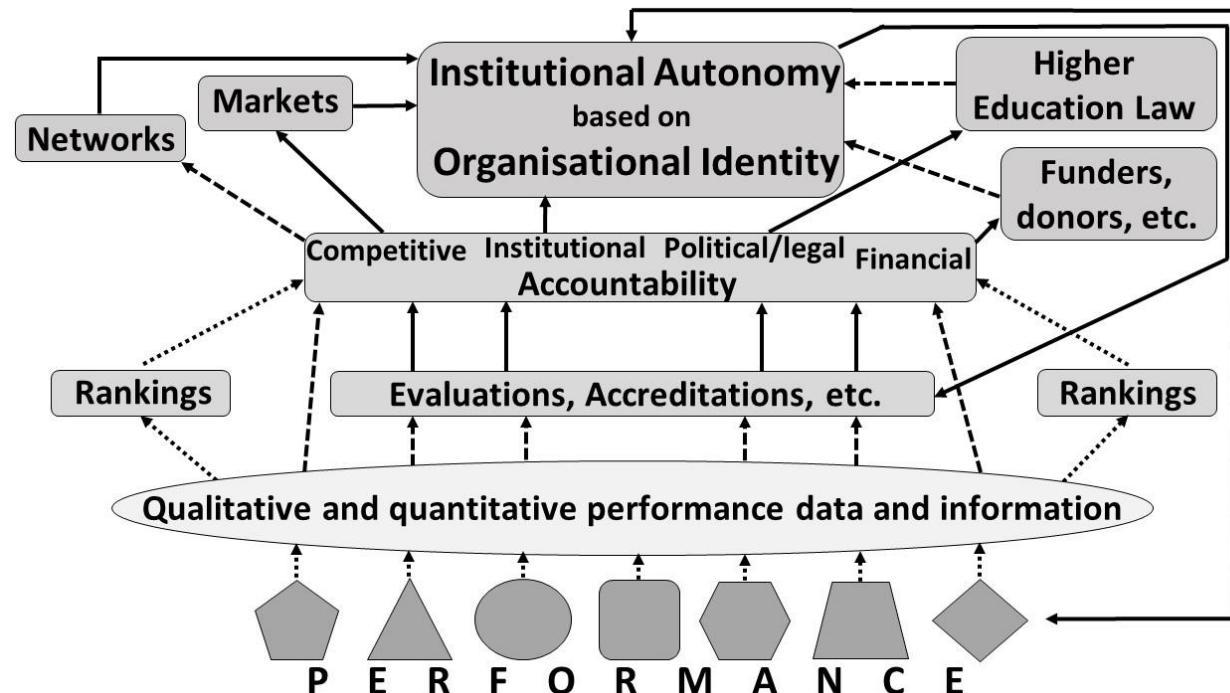 Institutional Autonomy
based on
Organisational Identity
Higher
Education Law
Markets
Networks
Funders,
donors, etc.
Competitive Institutional Political/legal Financial
Accountability
Rankings
Evaluations, Accreditations, etc.
Rankings
Qualitative and quantitative performance data and information
P E R F O R M A N C E